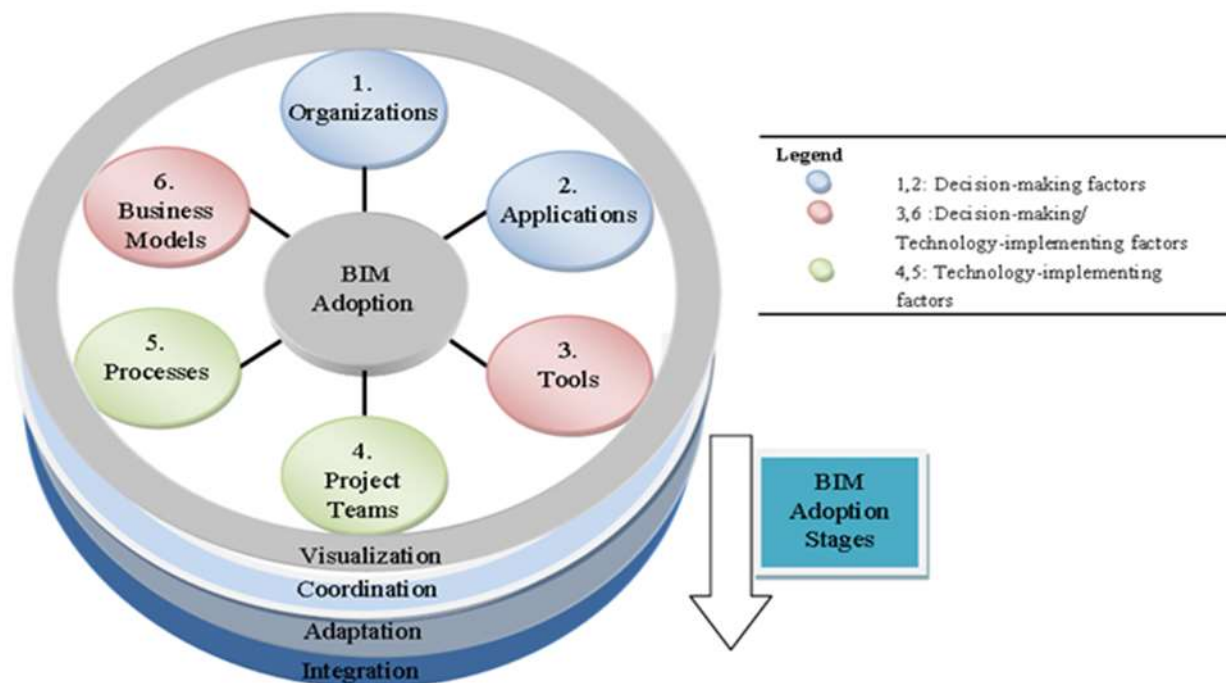 1.
Organizations
2.
Applications
3.
Tools
4.
Project
Teams
5.
Processes
6.
Business
Models
BIM
Adoption
Visualization
Coordination
Adaptation
Integration
Legend
1,2: Decision-making factors
3,6 :Decision-making/
Technology-implementing factors
4,5: Technology-implementing
factors
BIM
Adoption
Stages